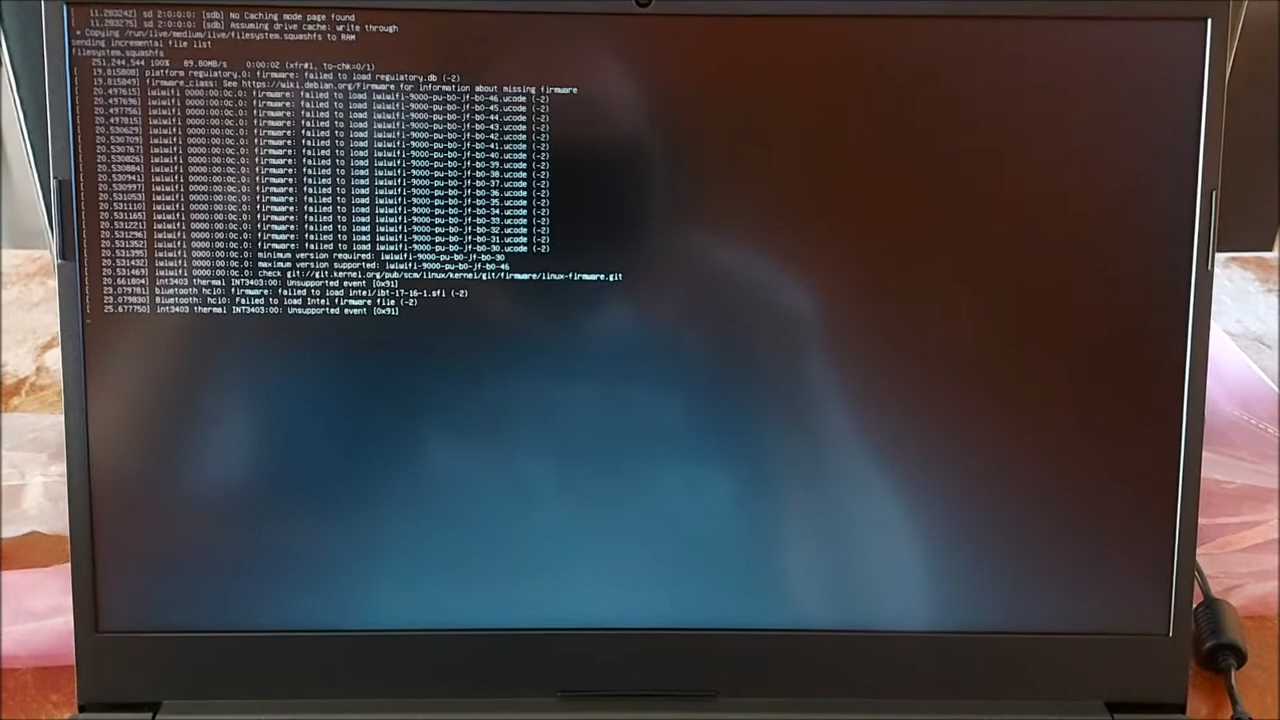 [   11.283242] sd 2:0:0:0: [sdb] No Caching mode page found
[   11.283275] sd 2:0:0:0: [sdb] Assuming drive cache: write through
* Copying /run/live/medium/live/filesystem.squashfs to RAM
sending incremental file list
filesystem.squashfs
251,244,544 100%   89.80MB/s    0:00:02 (xfr#1, to-chk=0/1)
[   19.815808] platform regulatory.0: firmware: failed to load regulatory.db (-2)
[   19.815849] firmware_class: See https://wiki.debian.org/Firmware for information about missing firmware
[   20.497615] iwlwifi 0000:00:0c.0: firmware: failed to load iwlwifi-9000-pu-b0-jf-b0-46.ucode (-2)
[   20.497696] iwlwifi 0000:00:0c.0: firmware: failed to load iwlwifi-9000-pu-b0-jf-b0-45.ucode (-2)
[   20.497756] iwlwifi 0000:00:0c.0: firmware: failed to load iwlwifi-9000-pu-b0-jf-b0-44.ucode (-2)
[   20.497815] iwlwifi 0000:00:0c.0: firmware: failed to load iwlwifi-9000-pu-b0-jf-b0-43.ucode (-2)
[   20.530629] iwlwifi 0000:00:0c.0: firmware: failed to load iwlwifi-9000-pu-b0-jf-b0-42.ucode (-2)
[   20.530709] iwlwifi 0000:00:0c.0: firmware: failed to load iwlwifi-9000-pu-b0-jf-b0-41.ucode (-2)
[   20.530767] iwlwifi 0000:00:0c.0: firmware: failed to load iwlwifi-9000-pu-b0-jf-b0-40.ucode (-2)
[   20.530826] iwlwifi 0000:00:0c.0: firmware: failed to load iwlwifi-9000-pu-b0-jf-b0-39.ucode (-2)
[   20.530884] iwlwifi 0000:00:0c.0: firmware: failed to load iwlwifi-9000-pu-b0-jf-b0-38.ucode (-2)
[   20.530941] iwlwifi 0000:00:0c.0: firmware: failed to load iwlwifi-9000-pu-b0-jf-b0-37.ucode (-2)
[   20.530997] iwlwifi 0000:00:0c.0: firmware: failed to load iwlwifi-9000-pu-b0-jf-b0-36.ucode (-2)
[   20.531053] iwlwifi 0000:00:0c.0: firmware: failed to load iwlwifi-9000-pu-b0-jf-b0-35.ucode (-2)
[   20.531110] iwlwifi 0000:00:0c.0: firmware: failed to load iwlwifi-9000-pu-b0-jf-b0-34.ucode (-2)
[   20.531165] iwlwifi 0000:00:0c.0: firmware: failed to load iwlwifi-9000-pu-b0-jf-b0-33.ucode (-2)
[   20.531221] iwlwifi 0000:00:0c.0: firmware: failed to load iwlwifi-9000-pu-b0-jf-b0-32.ucode (-2)
[   20.531296] iwlwifi 0000:00:0c.0: firmware: failed to load iwlwifi-9000-pu-b0-jf-b0-31.ucode (-2)
[   20.531352] iwlwifi 0000:00:0c.0: firmware: failed to load iwlwifi-9000-pu-b0-jf-b0-30.ucode (-2)
[   20.531395] iwlwifi 0000:00:0c.0: minimum version required: iwlwifi-9000-pu-b0-jf-b0-30
[   20.531432] iwlwifi 0000:00:0c.0: maximum version supported: iwlwifi-9000-pu-b0-jf-b0-46
[   20.531469] iwlwifi 0000:00:0c.0: check git://git.kernel.org/pub/scm/linux/kernel/git/firmware/linux-firmware.git
[   20.661804] int3403 thermal INT3403:00: Unsupported event [0x91]
[   23.079781] bluetooth hci0: firmware: failed to load intel/ibt-17-16-1.sfi (-2)
[   23.079830] Bluetooth: hci0: Failed to load Intel firmware file (-2)
[   25.677750] int3403 thermal INT3403:00: Unsupported event [0x91]